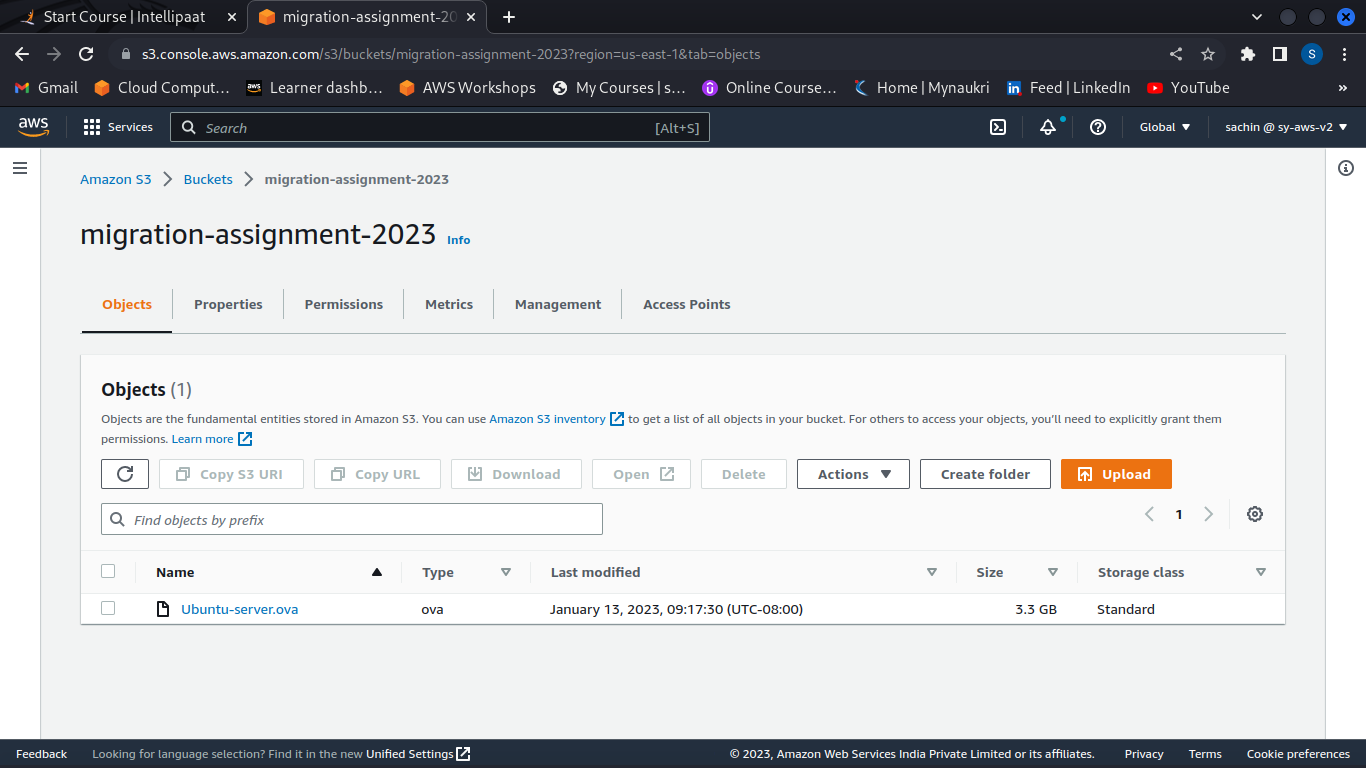 Start Course | Intellipaat
migration-assignment-20
s3.console.aws.amazon.com/s3/buckets/migration-assignment-2023?region=us-east-1&tab=objects
S
Gmail Cloud Comput... aws Learner dashb... AWS Workshops My Courses | s... Online Course... Home | Mynaukri Feed | LinkedIn YouTube »
aws Services Search [Alt+S] Global sachin @ sy-aws-v2
Amazon S3 Buckets migration-assignment-2023
migration-assignment-2023 Info
Objects Properties Permissions Metrics Management Access Points
Objects (1)
Objects are the fundamental entities stored in Amazon S3. You can use Amazon S3 inventory to get a list of all objects in your bucket. For others to access your objects, you'll need to explicitly grant them
permissions. Learn more
Copy S3 URI Copy URL Download Open Delete Actions Create folder Upload
Find objects by prefix 1
Name Type Last modified Size Storage class
Ubuntu-server.ova ova January 13, 2023, 09:17:30 (UTC-08:00) 3.3 GB Standard
Feedback Looking for language selection? Find it in the new Unified Settings © 2023, Amazon Web Services India Private Limited or its affiliates. Privacy Terms Cookie preferences